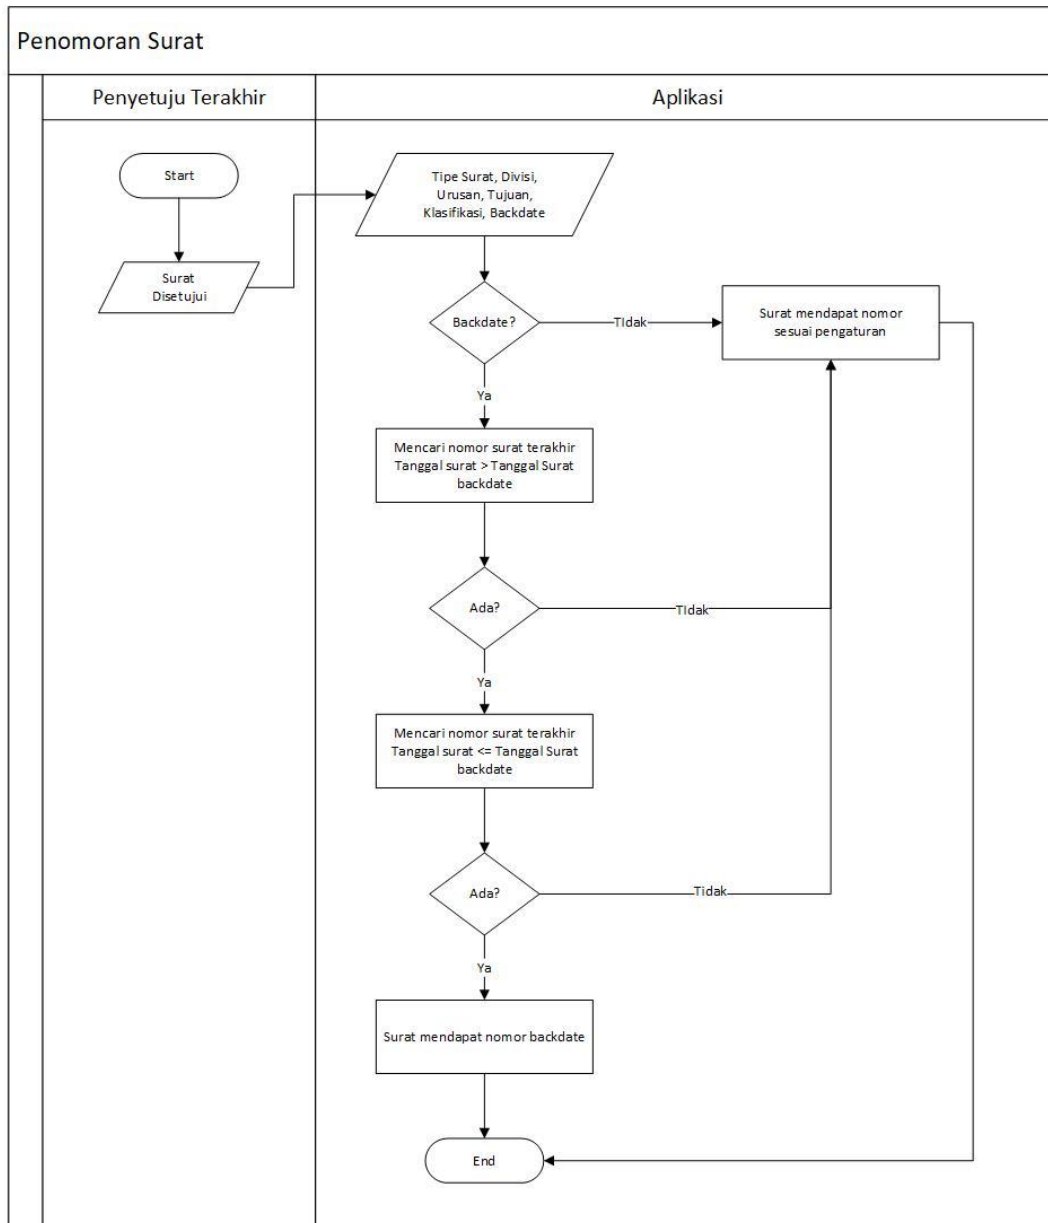 Penomoran Surat
Penyetuju Terakhir
Aplikasi
Start
Surat
Disetujui
Tipe Surat, Divisi,
Urusan, Tujuan,
Klasifikasi, Backdate
Backdate?
TIdak
Surat mendapat nomor
sesuai pengaturan
Ya
Mencari nomor surat terakhir
Tanggal surat > Tanggal Surat
backdate
Ada?
TIdak
Ya
Mencari nomor surat terakhir
Tanggal surat <= Tanggal Surat
backdate
Ada?
Tidak
Ya
Surat mendapat nomor backdate
End